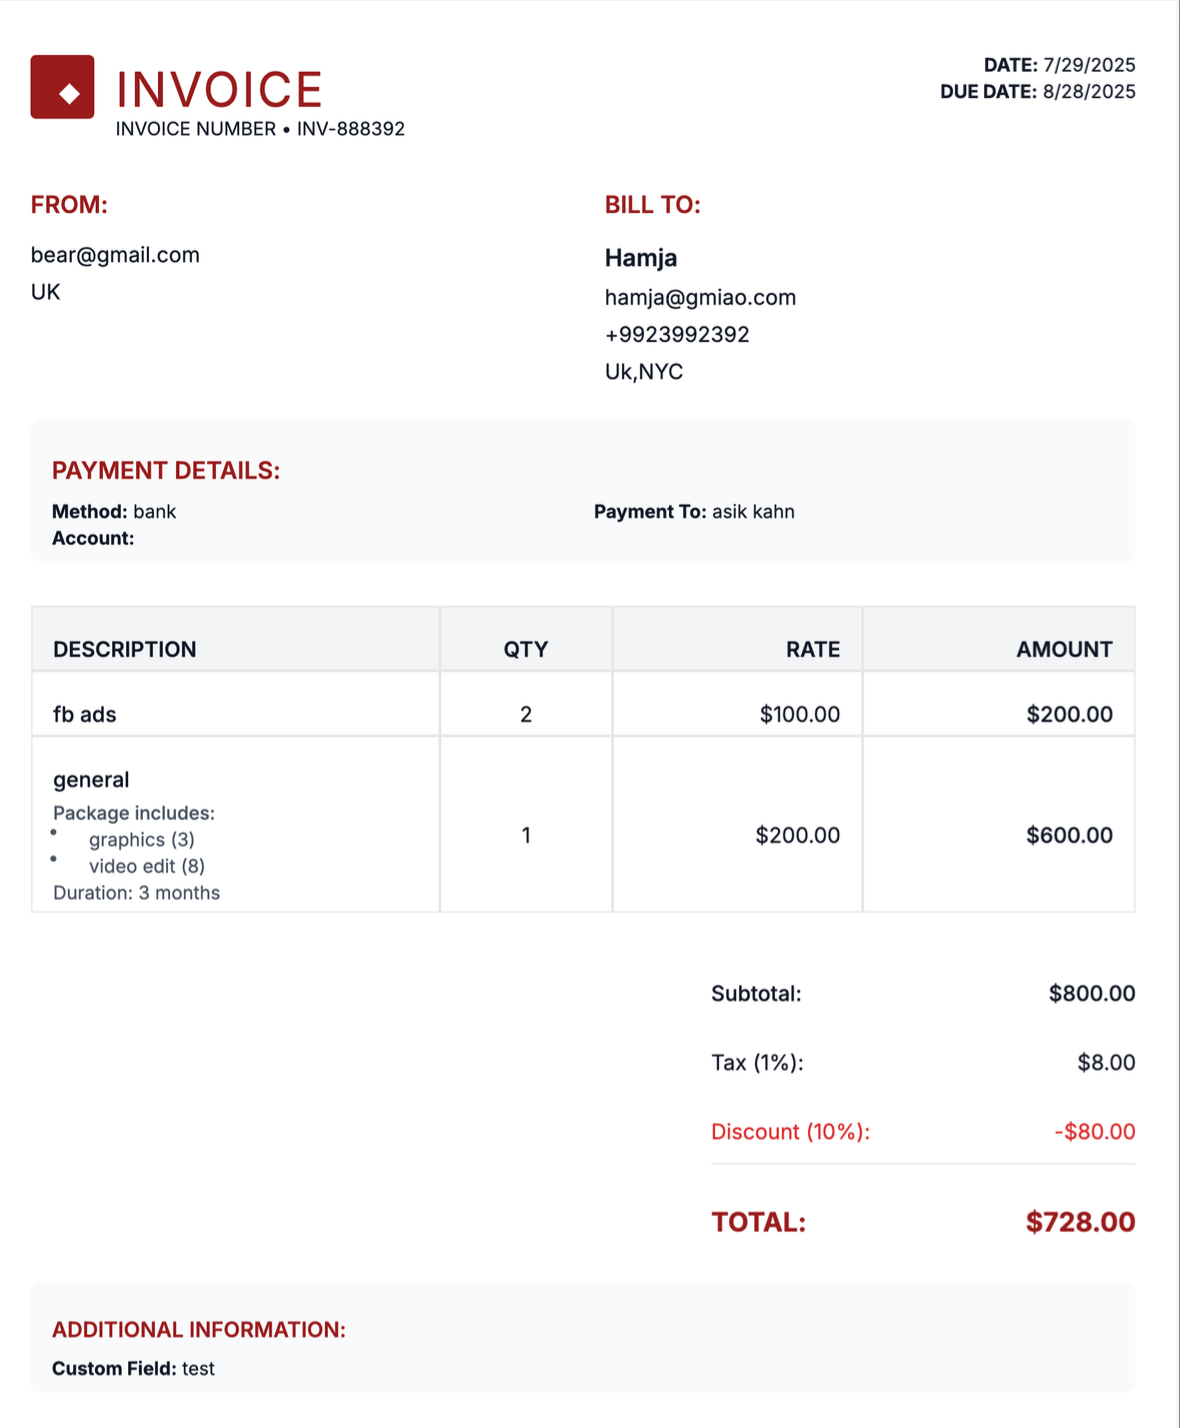 INVOICE
INVOICE NUMBER • INV-888392
DATE: 7/29/2025
DUE DATE: 8/28/2025
FROM:
bear@gmail.com
UK
BILL TO:
Hamja
hamja@gmiao.com
+9923992392
Uk,NYC
PAYMENT DETAILS:
Method: bank
Account:
Payment To: asik kahn
DESCRIPTION QTY RATE AMOUNT
fb ads 2 $100.00 $200.00
general 1 $200.00 $600.00
Package includes:
• graphics (3)
• video edit (8)
Duration: 3 months
Subtotal: $800.00
Tax (1%): $8.00
Discount (10%): -$80.00
TOTAL: $728.00
ADDITIONAL INFORMATION:
Custom Field: test